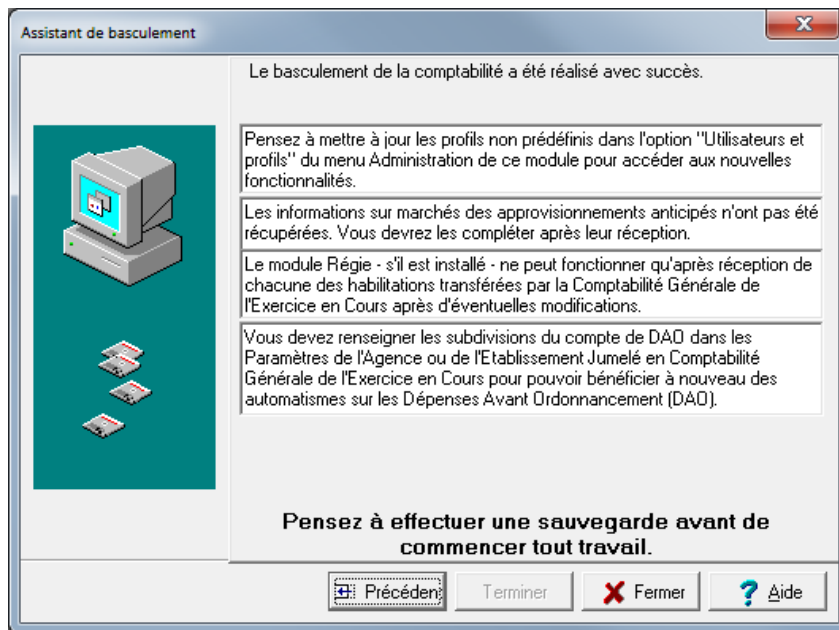 Assistant de basculement
Le basculement de la comptabilité a été réalisé avec succès.
Pensez à mettre à jour les profils non prédéfinis dans l'option "Utilisateurs et
profils" du menu Administration de ce module pour accéder aux nouvelles
fonctionnalités.
Les informations sur marchés des approvisionnements anticipés n'ont pas été
récupérées. Vous devrez les compléter après leur réception.
Le module Régie - s'il est installé - ne peut fonctionner qu'après réception de
chacune des habilitations transférées par la Comptabilité Générale de
l'Exercice en Cours après d'éventuelles modifications.
Vous devez renseigner les subdivisions du compte de DAO dans les
Paramètres de l'Agence ou de l'Etablissement Jumelé en Comptabilité
Générale de l'Exercice en Cours pour pouvoir bénéficier à nouveau des
automatismes sur les Dépenses Avant Ordonnancement (DAO).
Pensez à effectuer une sauvegarde avant de
commencer tout travail.
Précéden
Terminer
Fermer
? Aide